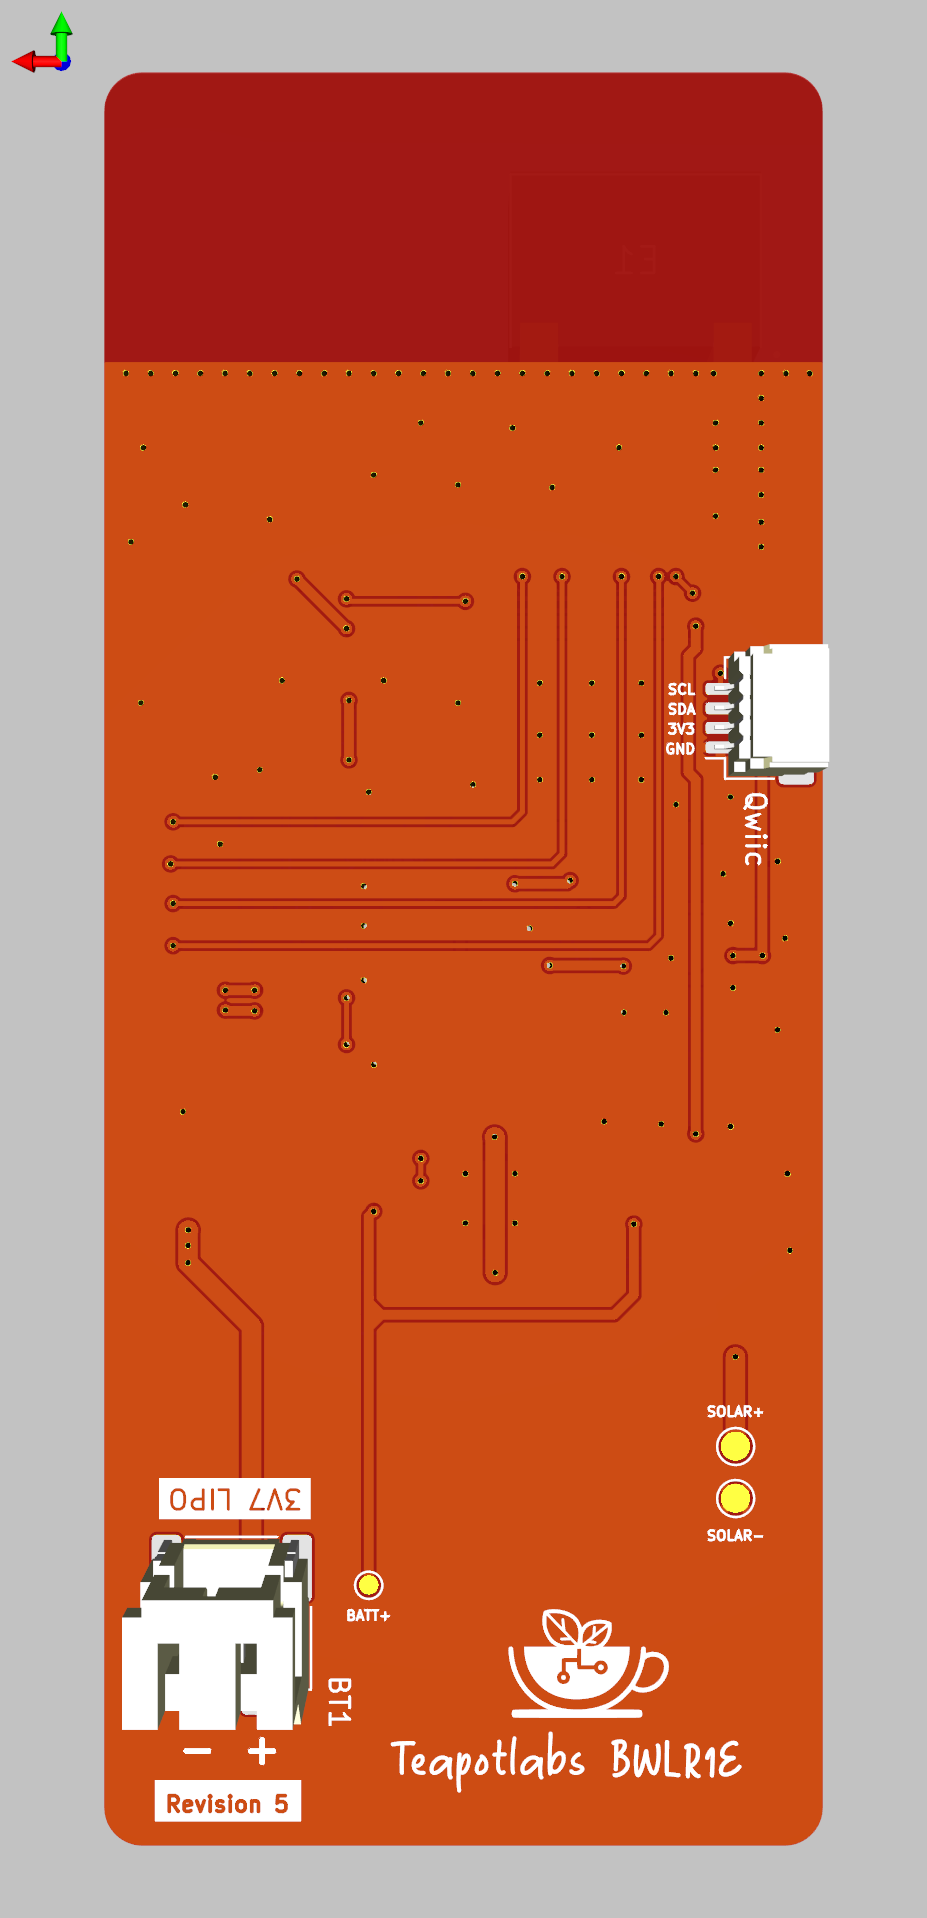 E1
SCL
SDA
3V3
GND
Qwiic
SOLAR+
SOLAR-
3V7 LIPO
BATT+
BT1
- +
Teapotlabs BWLR1E
Revision 5